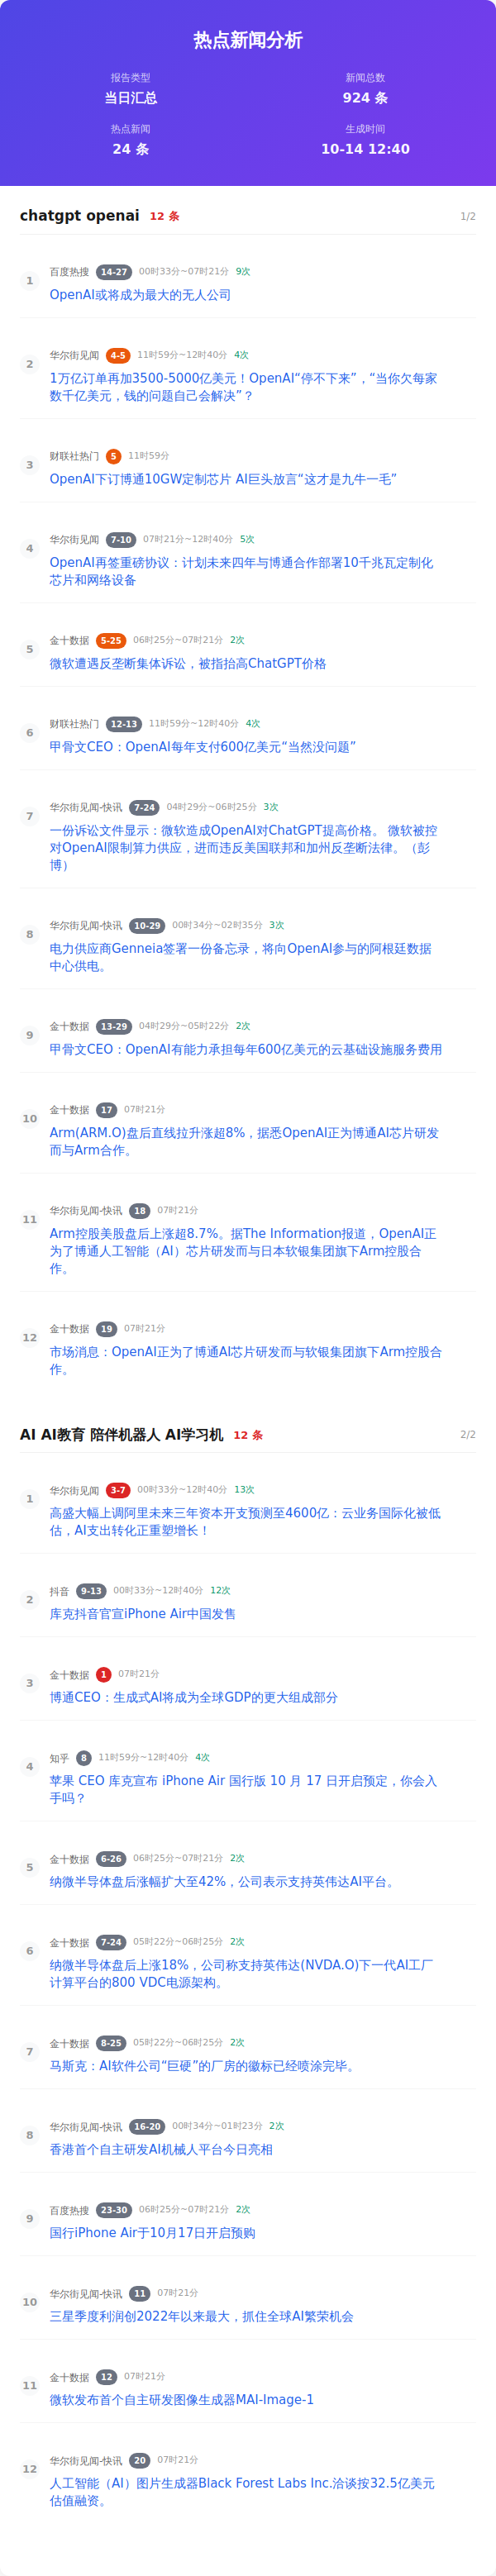 热点新闻分析
报告类型 新闻总数
当日汇总 924 条
热点新闻 生成时间
24 条 10-14 12:40
chatgpt openai 12 条 1/2
1 百度热搜 14-27 00时33分~07时21分 9次
OpenAI或将成为最大的无人公司
2 华尔街见闻 4-5 11时59分~12时40分 4次
1万亿订单再加3500-5000亿美元！OpenAI“停不下来”，“当你欠每家
数千亿美元，钱的问题自己会解决”？
3 财联社热门 5 11时59分
OpenAI下订博通10GW定制芯片 AI巨头放言“这才是九牛一毛”
4 华尔街见闻 7-10 07时21分~12时40分 5次
OpenAI再签重磅协议：计划未来四年与博通合作部署10千兆瓦定制化
芯片和网络设备
5 金十数据 5-25 06时25分~07时21分 2次
微软遭遇反垄断集体诉讼，被指抬高ChatGPT价格
6 财联社热门 12-13 11时59分~12时40分 4次
甲骨文CEO：OpenAI每年支付600亿美元“当然没问题”
7 华尔街见闻-快讯 7-24 04时29分~06时25分 3次
一份诉讼文件显示：微软造成OpenAI对ChatGPT提高价格。 微软被控
对OpenAI限制算力供应，进而违反美国联邦和加州反垄断法律。（彭
博）
8 华尔街见闻-快讯 10-29 00时34分~02时35分 3次
电力供应商Genneia签署一份备忘录，将向OpenAI参与的阿根廷数据
中心供电。
9 金十数据 13-29 04时29分~05时22分 2次
甲骨文CEO：OpenAI有能力承担每年600亿美元的云基础设施服务费用
10 金十数据 17 07时21分
Arm(ARM.O)盘后直线拉升涨超8%，据悉OpenAI正为博通AI芯片研发
而与Arm合作。
11 华尔街见闻-快讯 18 07时21分
Arm控股美股盘后上涨超8.7%。据The Information报道，OpenAI正
为了博通人工智能（AI）芯片研发而与日本软银集团旗下Arm控股合
作。
12 金十数据 19 07时21分
市场消息：OpenAI正为了博通AI芯片研发而与软银集团旗下Arm控股合
作。
AI AI教育 陪伴机器人 AI学习机 12 条 2/2
1 华尔街见闻 3-7 00时33分~12时40分 13次
高盛大幅上调阿里未来三年资本开支预测至4600亿：云业务国际化被低
估，AI支出转化正重塑增长！
2 抖音 9-13 00时33分~12时40分 12次
库克抖音官宣iPhone Air中国发售
3 金十数据 1 07时21分
博通CEO：生成式AI将成为全球GDP的更大组成部分
4 知乎 8 11时59分~12时40分 4次
苹果 CEO 库克宣布 iPhone Air 国行版 10 月 17 日开启预定，你会入
手吗？
5 金十数据 6-26 06时25分~07时21分 2次
纳微半导体盘后涨幅扩大至42%，公司表示支持英伟达AI平台。
6 金十数据 7-24 05时22分~06时25分 2次
纳微半导体盘后上涨18%，公司称支持英伟达(NVDA.O)下一代AI工厂
计算平台的800 VDC电源架构。
7 金十数据 8-25 05时22分~06时25分 2次
马斯克：AI软件公司“巨硬”的厂房的徽标已经喷涂完毕。
8 华尔街见闻-快讯 16-20 00时34分~01时23分 2次
香港首个自主研发AI机械人平台今日亮相
9 百度热搜 23-30 06时25分~07时21分 2次
国行iPhone Air于10月17日开启预购
10 华尔街见闻-快讯 11 07时21分
三星季度利润创2022年以来最大，抓住全球AI繁荣机会
11 金十数据 12 07时21分
微软发布首个自主研发图像生成器MAI-Image-1
12 华尔街见闻-快讯 20 07时21分
人工智能（AI）图片生成器Black Forest Labs Inc.洽谈按32.5亿美元
估值融资。